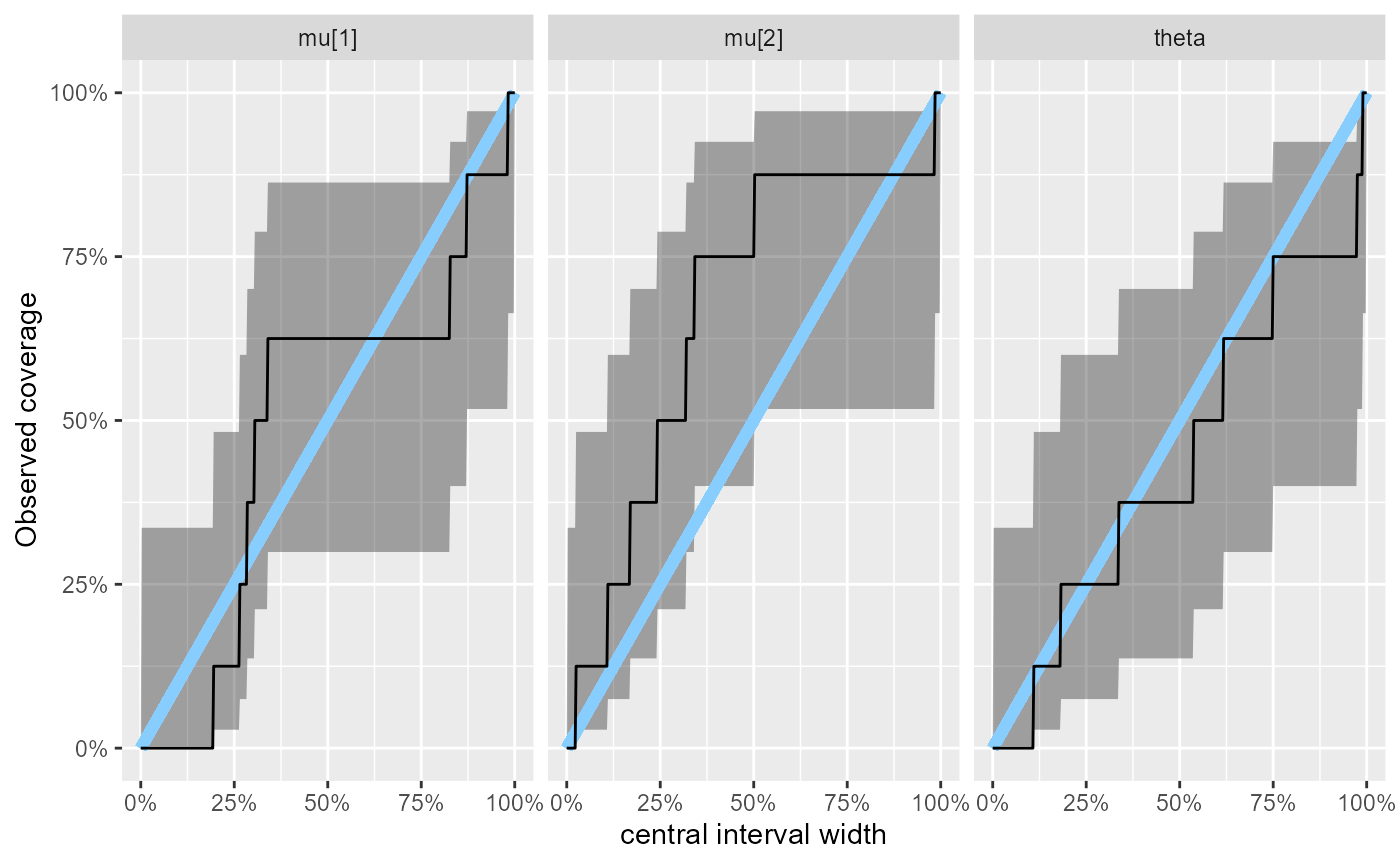 mu[1] mu[2] theta
100%
75%
50%
25%
0%
Observed coverage
0% 25% 50% 75% 100% 0% 25% 50% 75% 100% 0% 25% 50% 75% 100%
central interval width